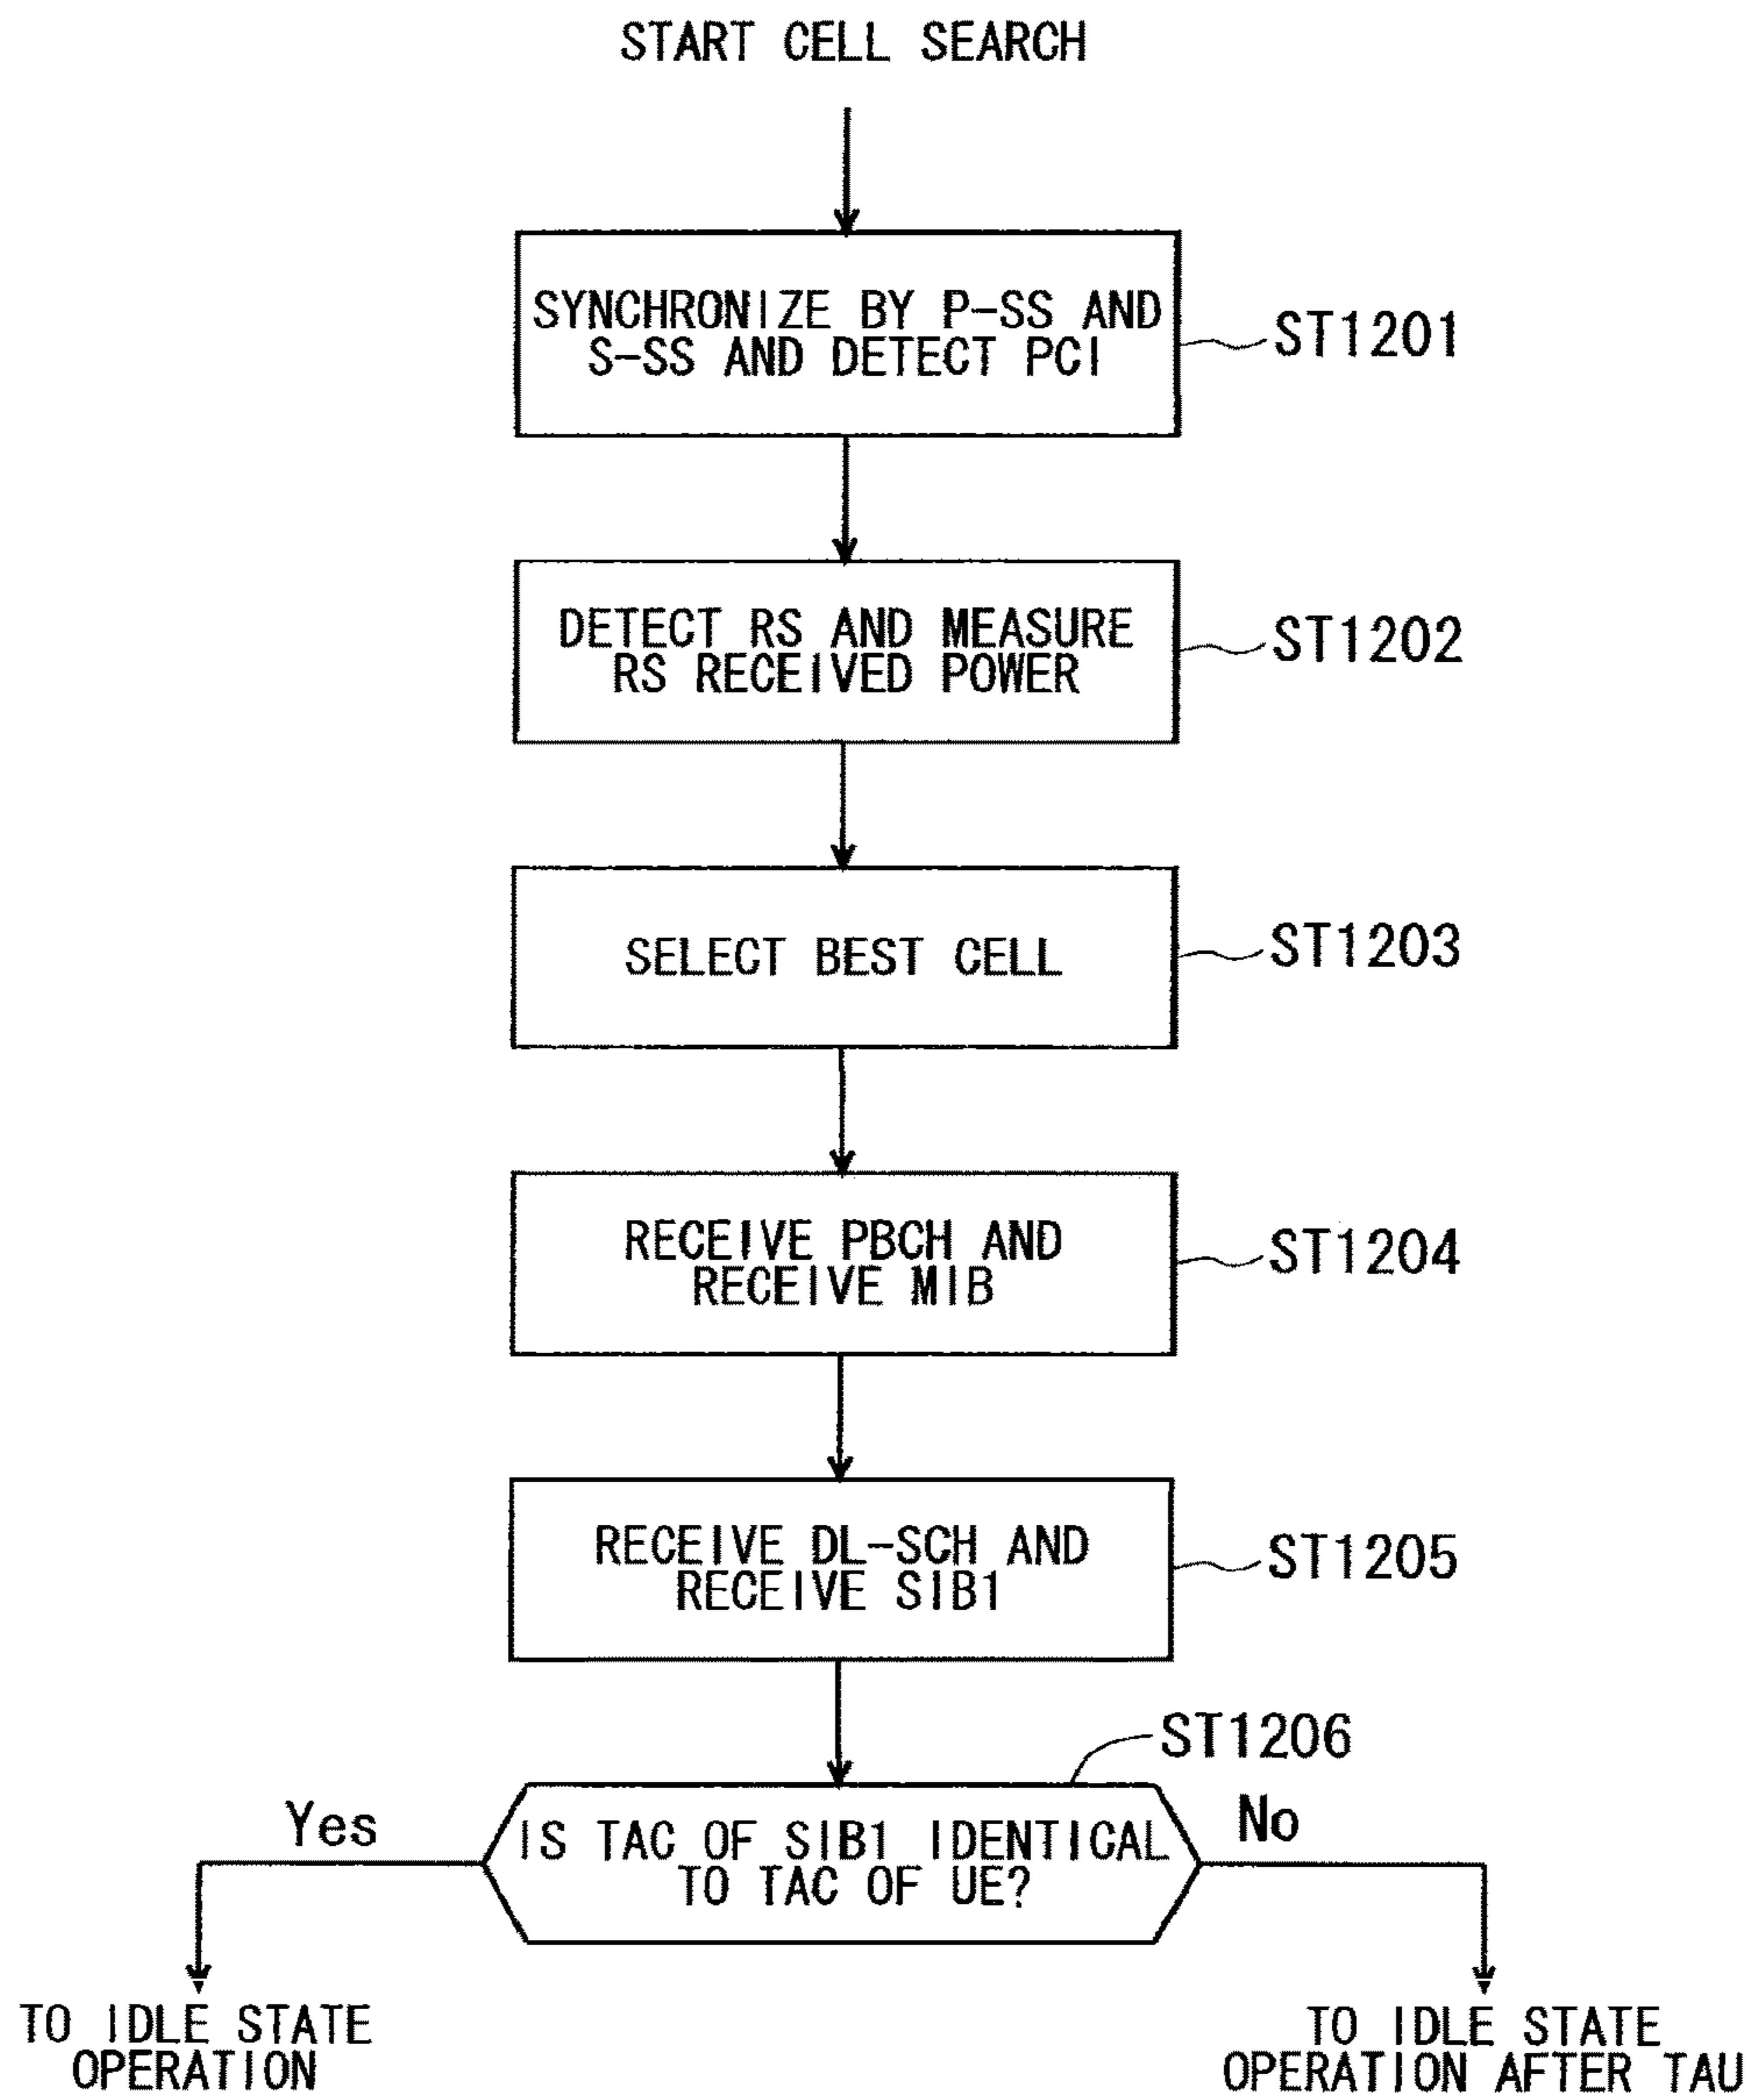 START CELL SEARCH
SYNCHRONIZE BY P-SS AND
S-SS AND DETECT PCI
ST1201
DETECT RS AND MEASURE
RS RECEIVED POWER
ST1202
SELECT BEST CELL
ST1203
RECEIVE PBCH AND
RECEIVE MIB
ST1204
RECEIVE DL-SCH AND
RECEIVE SIB1
ST1205
ST1206
Yes
IS TAC OF SIB1 IDENTICAL
TO TAC OF UE?
No
TO IDLE STATE
OPERATION
TO IDLE STATE
OPERATION AFTER TAU